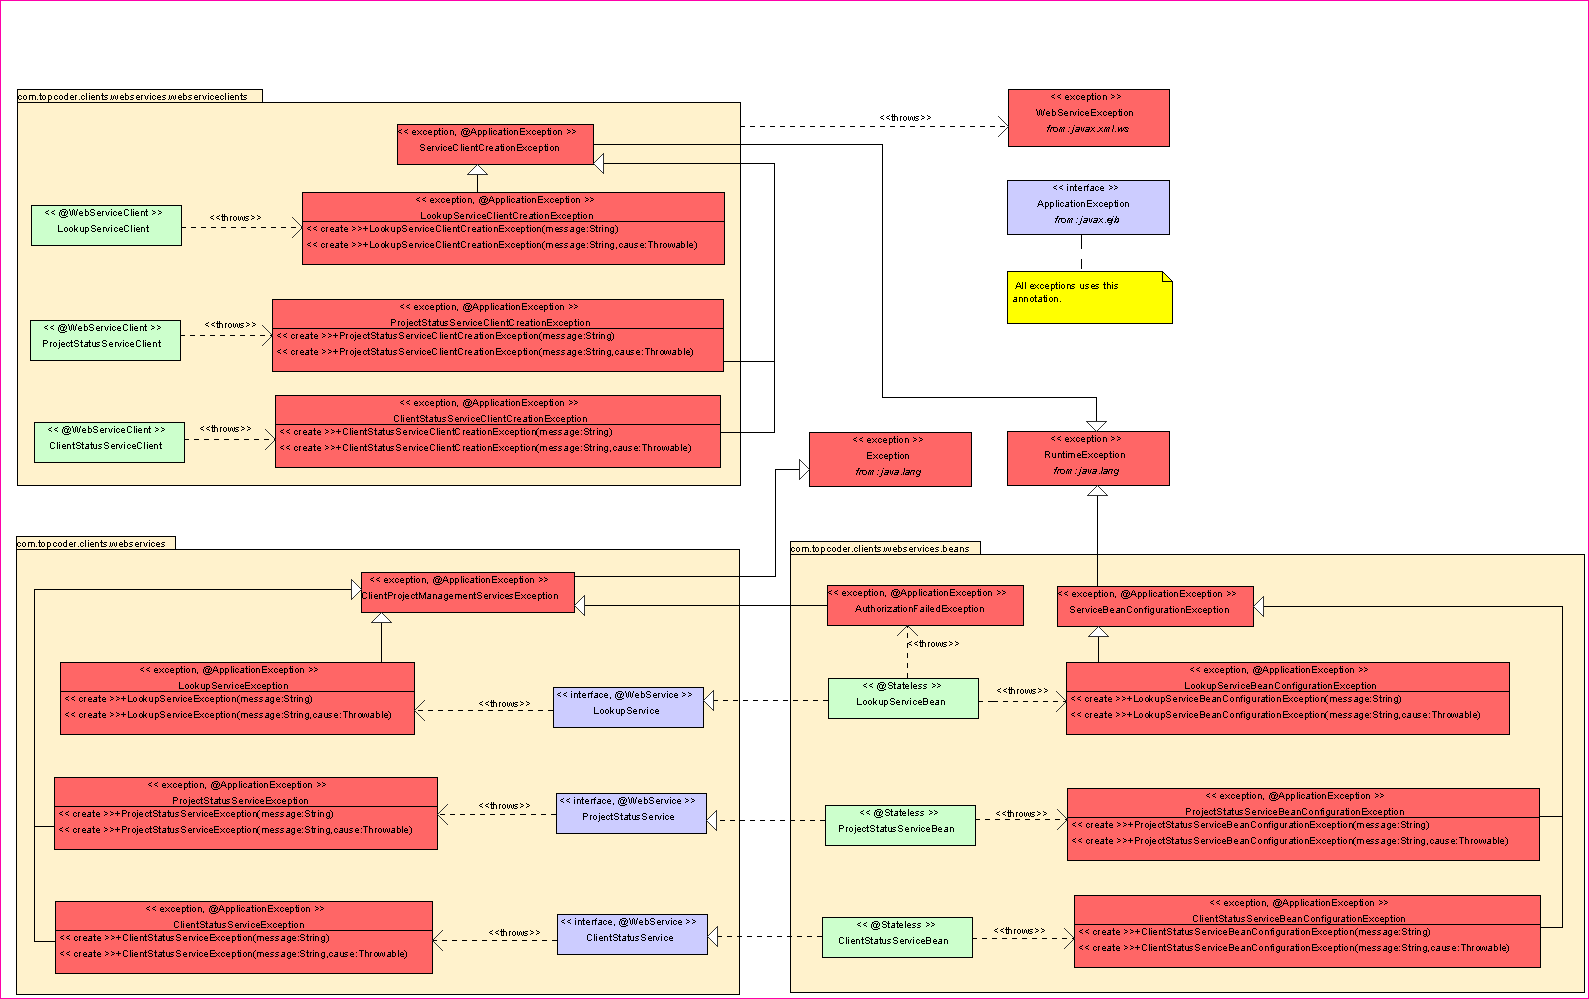 com.topcoder.clients.webservices.webserviceclients
<< exception, @ApplicationException >>
ServiceClientCreationException
<< @WebServiceClient >>
LookupServiceClient
<<throws>>
<< exception, @ApplicationException >>
LookupServiceClientCreationException
<< create >>+LookupServiceClientCreationException(message:String)
<< create >>+LookupServiceClientCreationException(message:String,cause:Throwable)
<< @WebServiceClient >>
ProjectStatusServiceClient
<<throws>>
<< exception, @ApplicationException >>
ProjectStatusServiceClientCreationException
<< create >>+ProjectStatusServiceClientCreationException(message:String)
<< create >>+ProjectStatusServiceClientCreationException(message:String,cause:Throwable)
<< @WebServiceClient >>
ClientStatusServiceClient
<<throws>>
<< exception, @ApplicationException >>
ClientStatusServiceClientCreationException
<< create >>+ClientStatusServiceClientCreationException(message:String)
<< create >>+ClientStatusServiceClientCreationException(message:String,cause:Throwable)
<<throws>>
<< exception >>
WebServiceException
from:javax.xml.ws
<< interface >>
ApplicationException
from:javax.ejb
All exceptions uses this
annotation.
<< exception >>
Exception
from:java.lang
<< exception >>
RuntimeException
from:java.lang
com.topcoder.clients.webservices
<< exception, @ApplicationException >>
ClientProjectManagementServicesException
<< exception, @ApplicationException >>
LookupServiceException
<< create >>+LookupServiceException(message:String)
<< create >>+LookupServiceException(message:String,cause:Throwable)
<<throws>>
<< interface, @WebService >>
LookupService
<< exception, @ApplicationException >>
ProjectStatusServiceException
<< create >>+ProjectStatusServiceException(message:String)
<< create >>+ProjectStatusServiceException(message:String,cause:Throwable)
<<throws>>
<< interface, @WebService >>
ProjectStatusService
<< exception, @ApplicationException >>
ClientStatusServiceException
<< create >>+ClientStatusServiceException(message:String)
<< create >>+ClientStatusServiceException(message:String,cause:Throwable)
<<throws>>
<< interface, @WebService >>
ClientStatusService
com.topcoder.clients.webservices.beans
<< exception, @ApplicationException >>
AuthorizationFailedException
<<throws>>
<< exception, @ApplicationException >>
ServiceBeanConfigurationException
<< @Stateless >>
LookupServiceBean
<<throws>>
<< exception, @ApplicationException >>
LookupServiceBeanConfigurationException
<< create >>+LookupServiceBeanConfigurationException(message:String)
<< create >>+LookupServiceBeanConfigurationException(message:String,cause:Throwable)
<< @Stateless >>
ProjectStatusServiceBean
<<throws>>
<< exception, @ApplicationException >>
ProjectStatusServiceBeanConfigurationException
<< create >>+ProjectStatusServiceBeanConfigurationException(message:String)
<< create >>+ProjectStatusServiceBeanConfigurationException(message:String,cause:Throwable)
<< @Stateless >>
ClientStatusServiceBean
<<throws>>
<< exception, @ApplicationException >>
ClientStatusServiceBeanConfigurationException
<< create >>+ClientStatusServiceBeanConfigurationException(message:String)
<< create >>+ClientStatusServiceBeanConfigurationException(message:String,cause:Throwable)